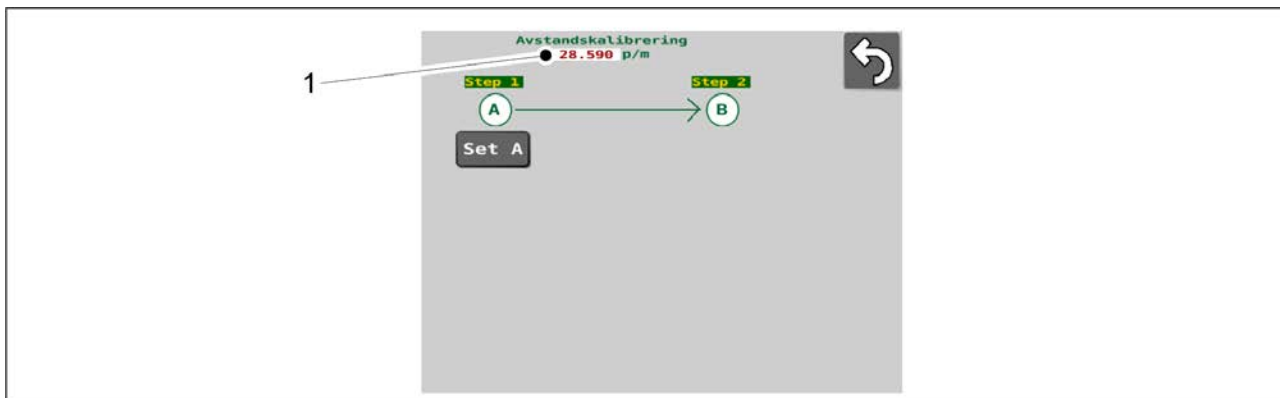 Avstandskalibrering
1 28.590 p/m
Step 1 Step 2
A B
Set A